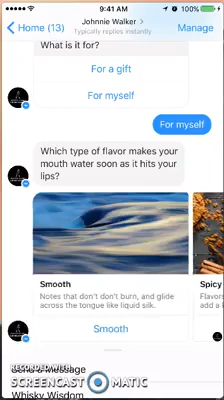 9:41 AM
100%
Home (13)
Johnnie Walker
Manage
Typically replies instantly
What is it for?
For a gift
For myself
For myself
Which type of flavor makes your
mouth water soon as it hits your
lips?
Smooth
Notes that don't don't burn, and glide
across the tongue like liquid silk.
Smooth
Spicy
Flavors
add a
Send a Message
RECORDED WITH
SCREENCAST MATIC
Whisky Wisdom